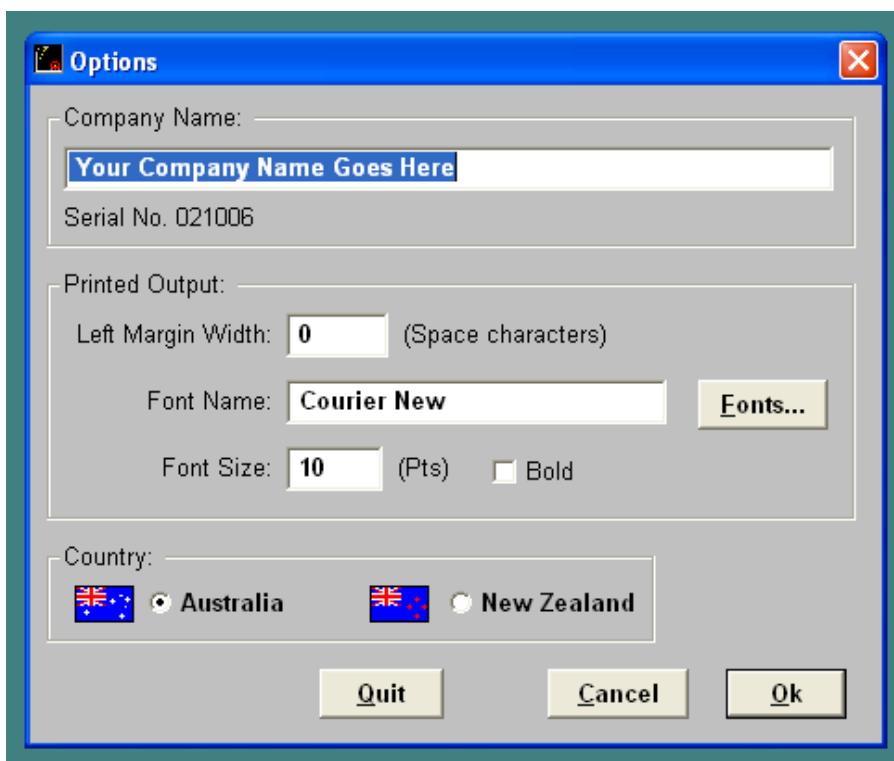 Options
Company Name:
Your Company Name Goes Here
Serial No. 021006
Printed Output:
Left Margin Width: 0 (Space characters)
Font Name: Courier New Fonts...
Font Size: 10 (Pts) Bold
Country:
Australia New Zealand
Quit Cancel Ok